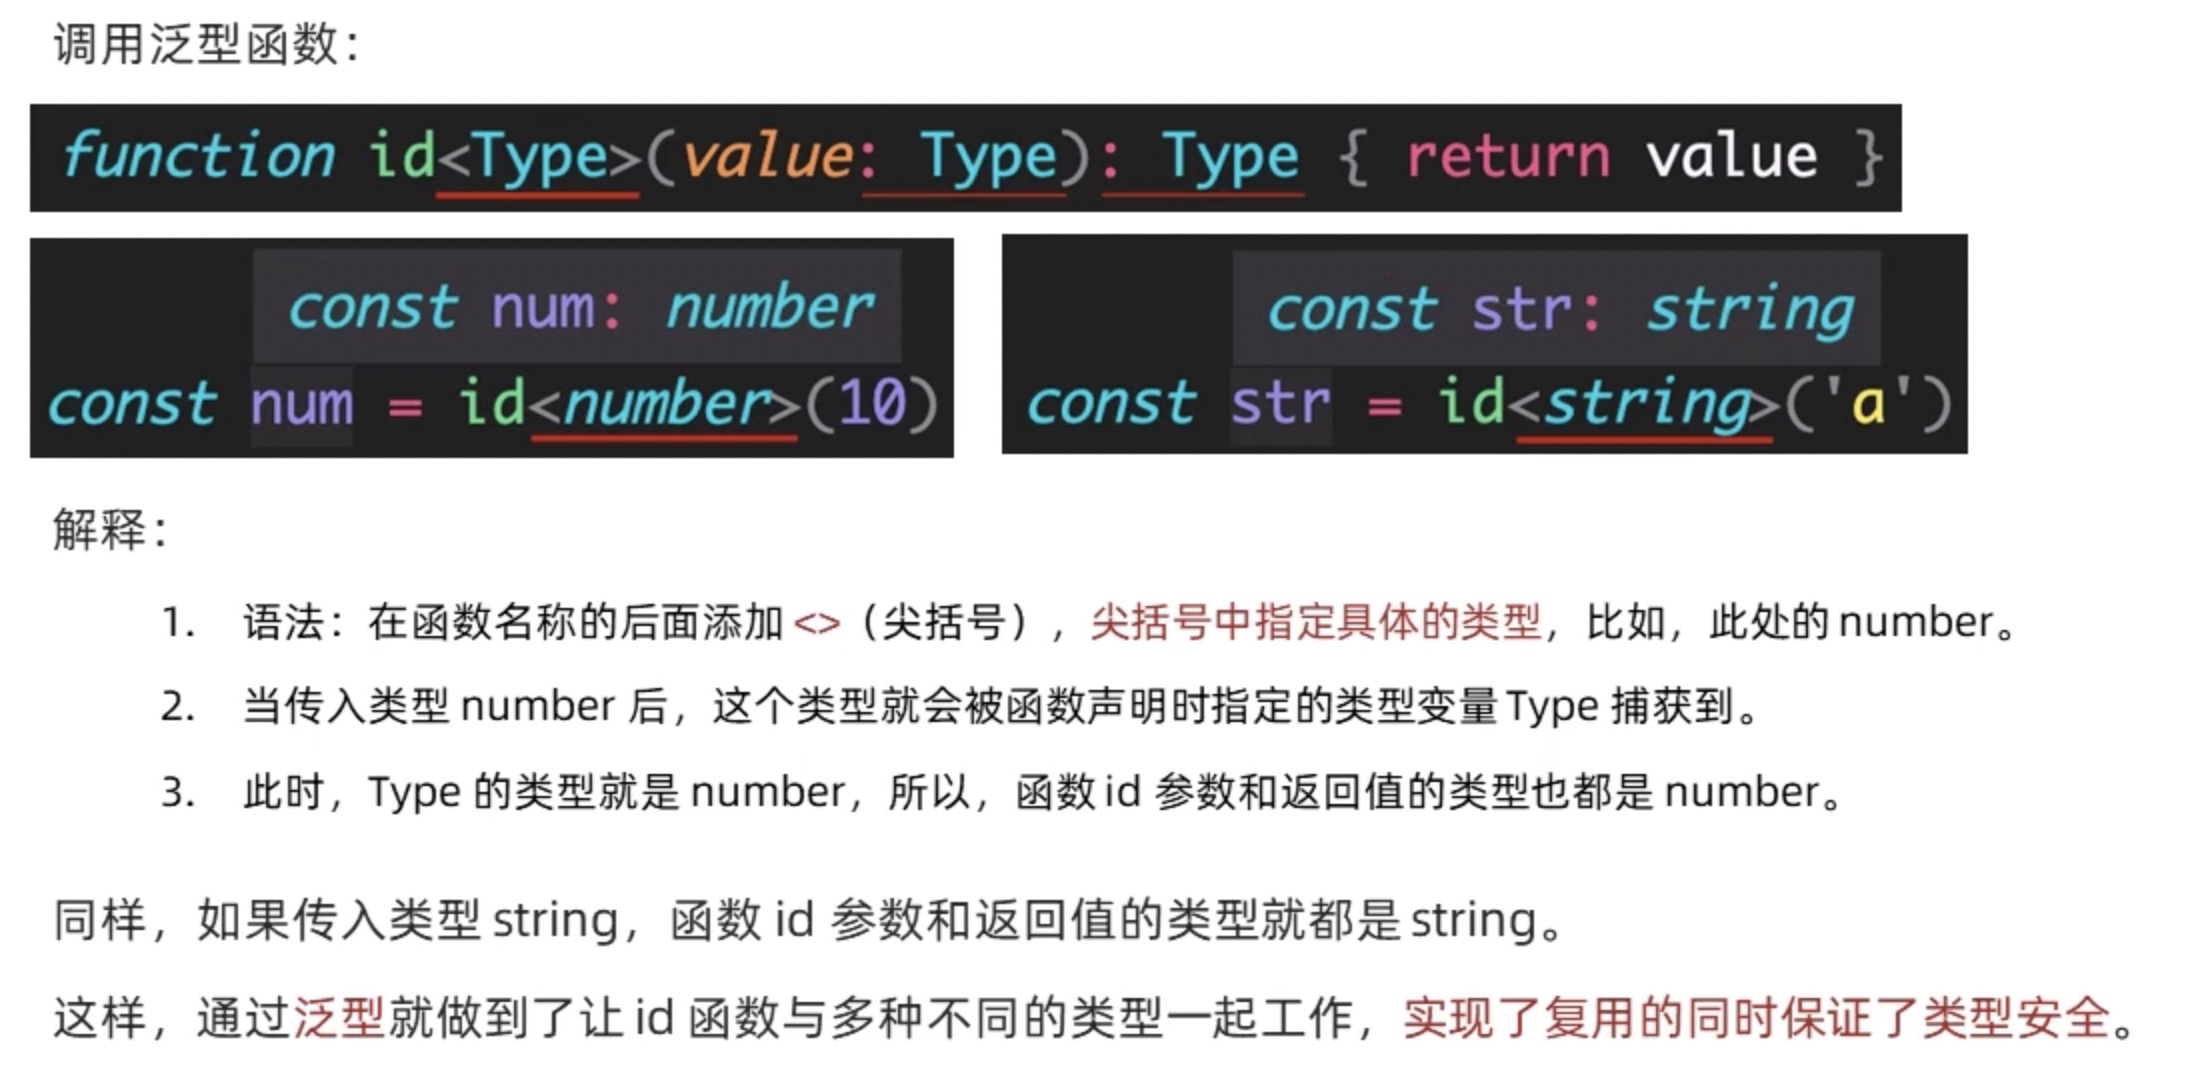 调用泛型函数：
function id<Type>(value: Type): Type { return value }
const num: number
const num = id<number>(10)
const str: string
const str = id<string>('a')
解释：
1. 语法：在函数名称的后面添加 <>（尖括号），尖括号中指定具体的类型，比如，此处的 number。
2. 当传入类型 number 后，这个类型就会被函数声明时指定的类型变量 Type 捕获到。
3. 此时，Type 的类型就是 number，所以，函数 id 参数和返回值的类型也都是 number。
同样，如果传入类型 string，函数 id 参数和返回值的类型就都是 string。
这样，通过泛型就做到了让 id 函数与多种不同的类型一起工作，实现了复用的同时保证了类型安全。